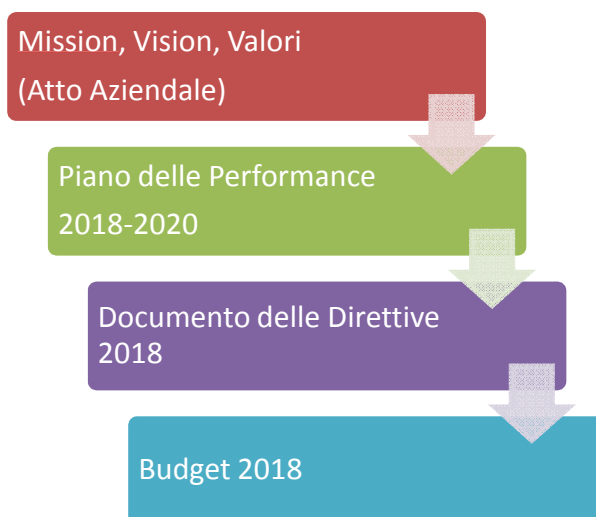 Mission, Vision, Valori
(Atto Aziendale)
Piano delle Performance
2018-2020
Documento delle Direttive
2018
Budget 2018